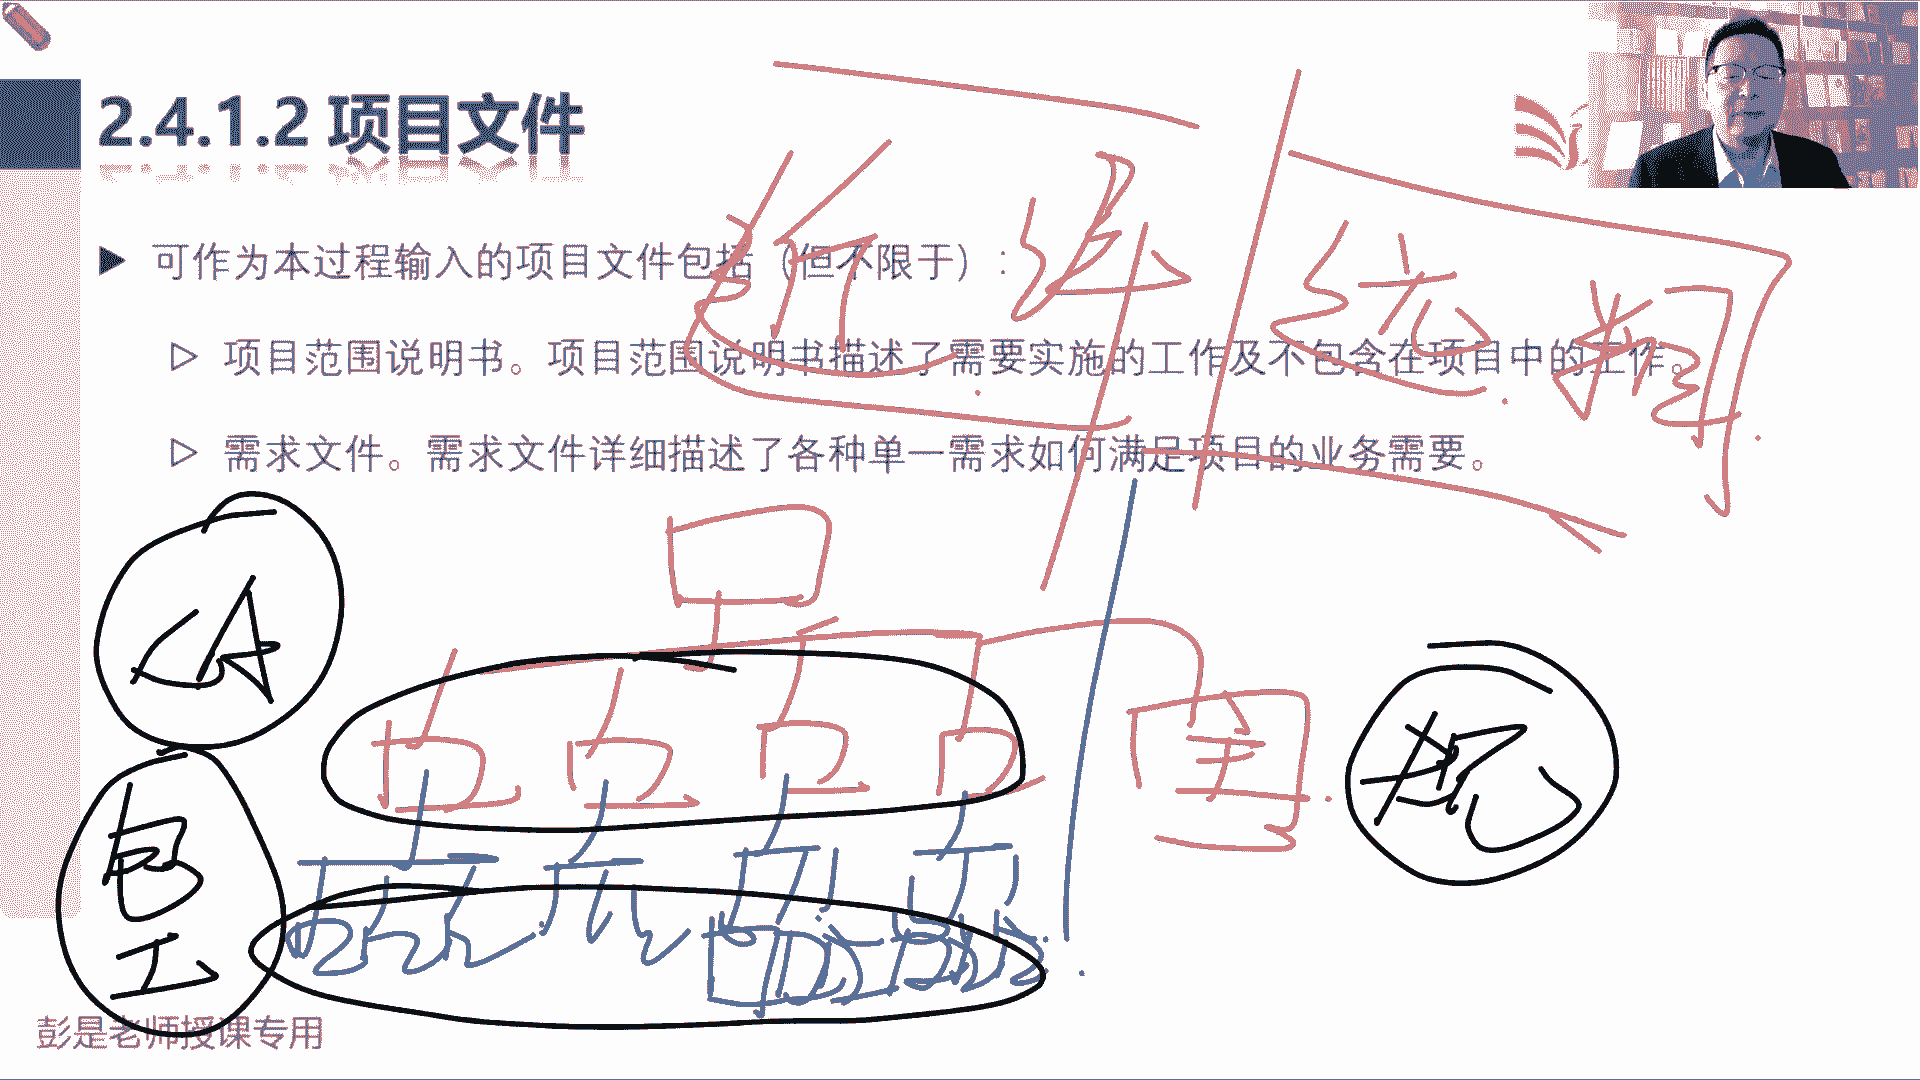 2.4.1.2 项目文件
可作为本过程输入的项目文件包括（但不限于）：
项目范围说明书。项目范围说明书描述了需要实施的工作及不包含在项目中的工作。
需求文件。需求文件详细描述了各种单一需求如何满足项目的业务需要。
CA
包
工
彭是老师授课专用